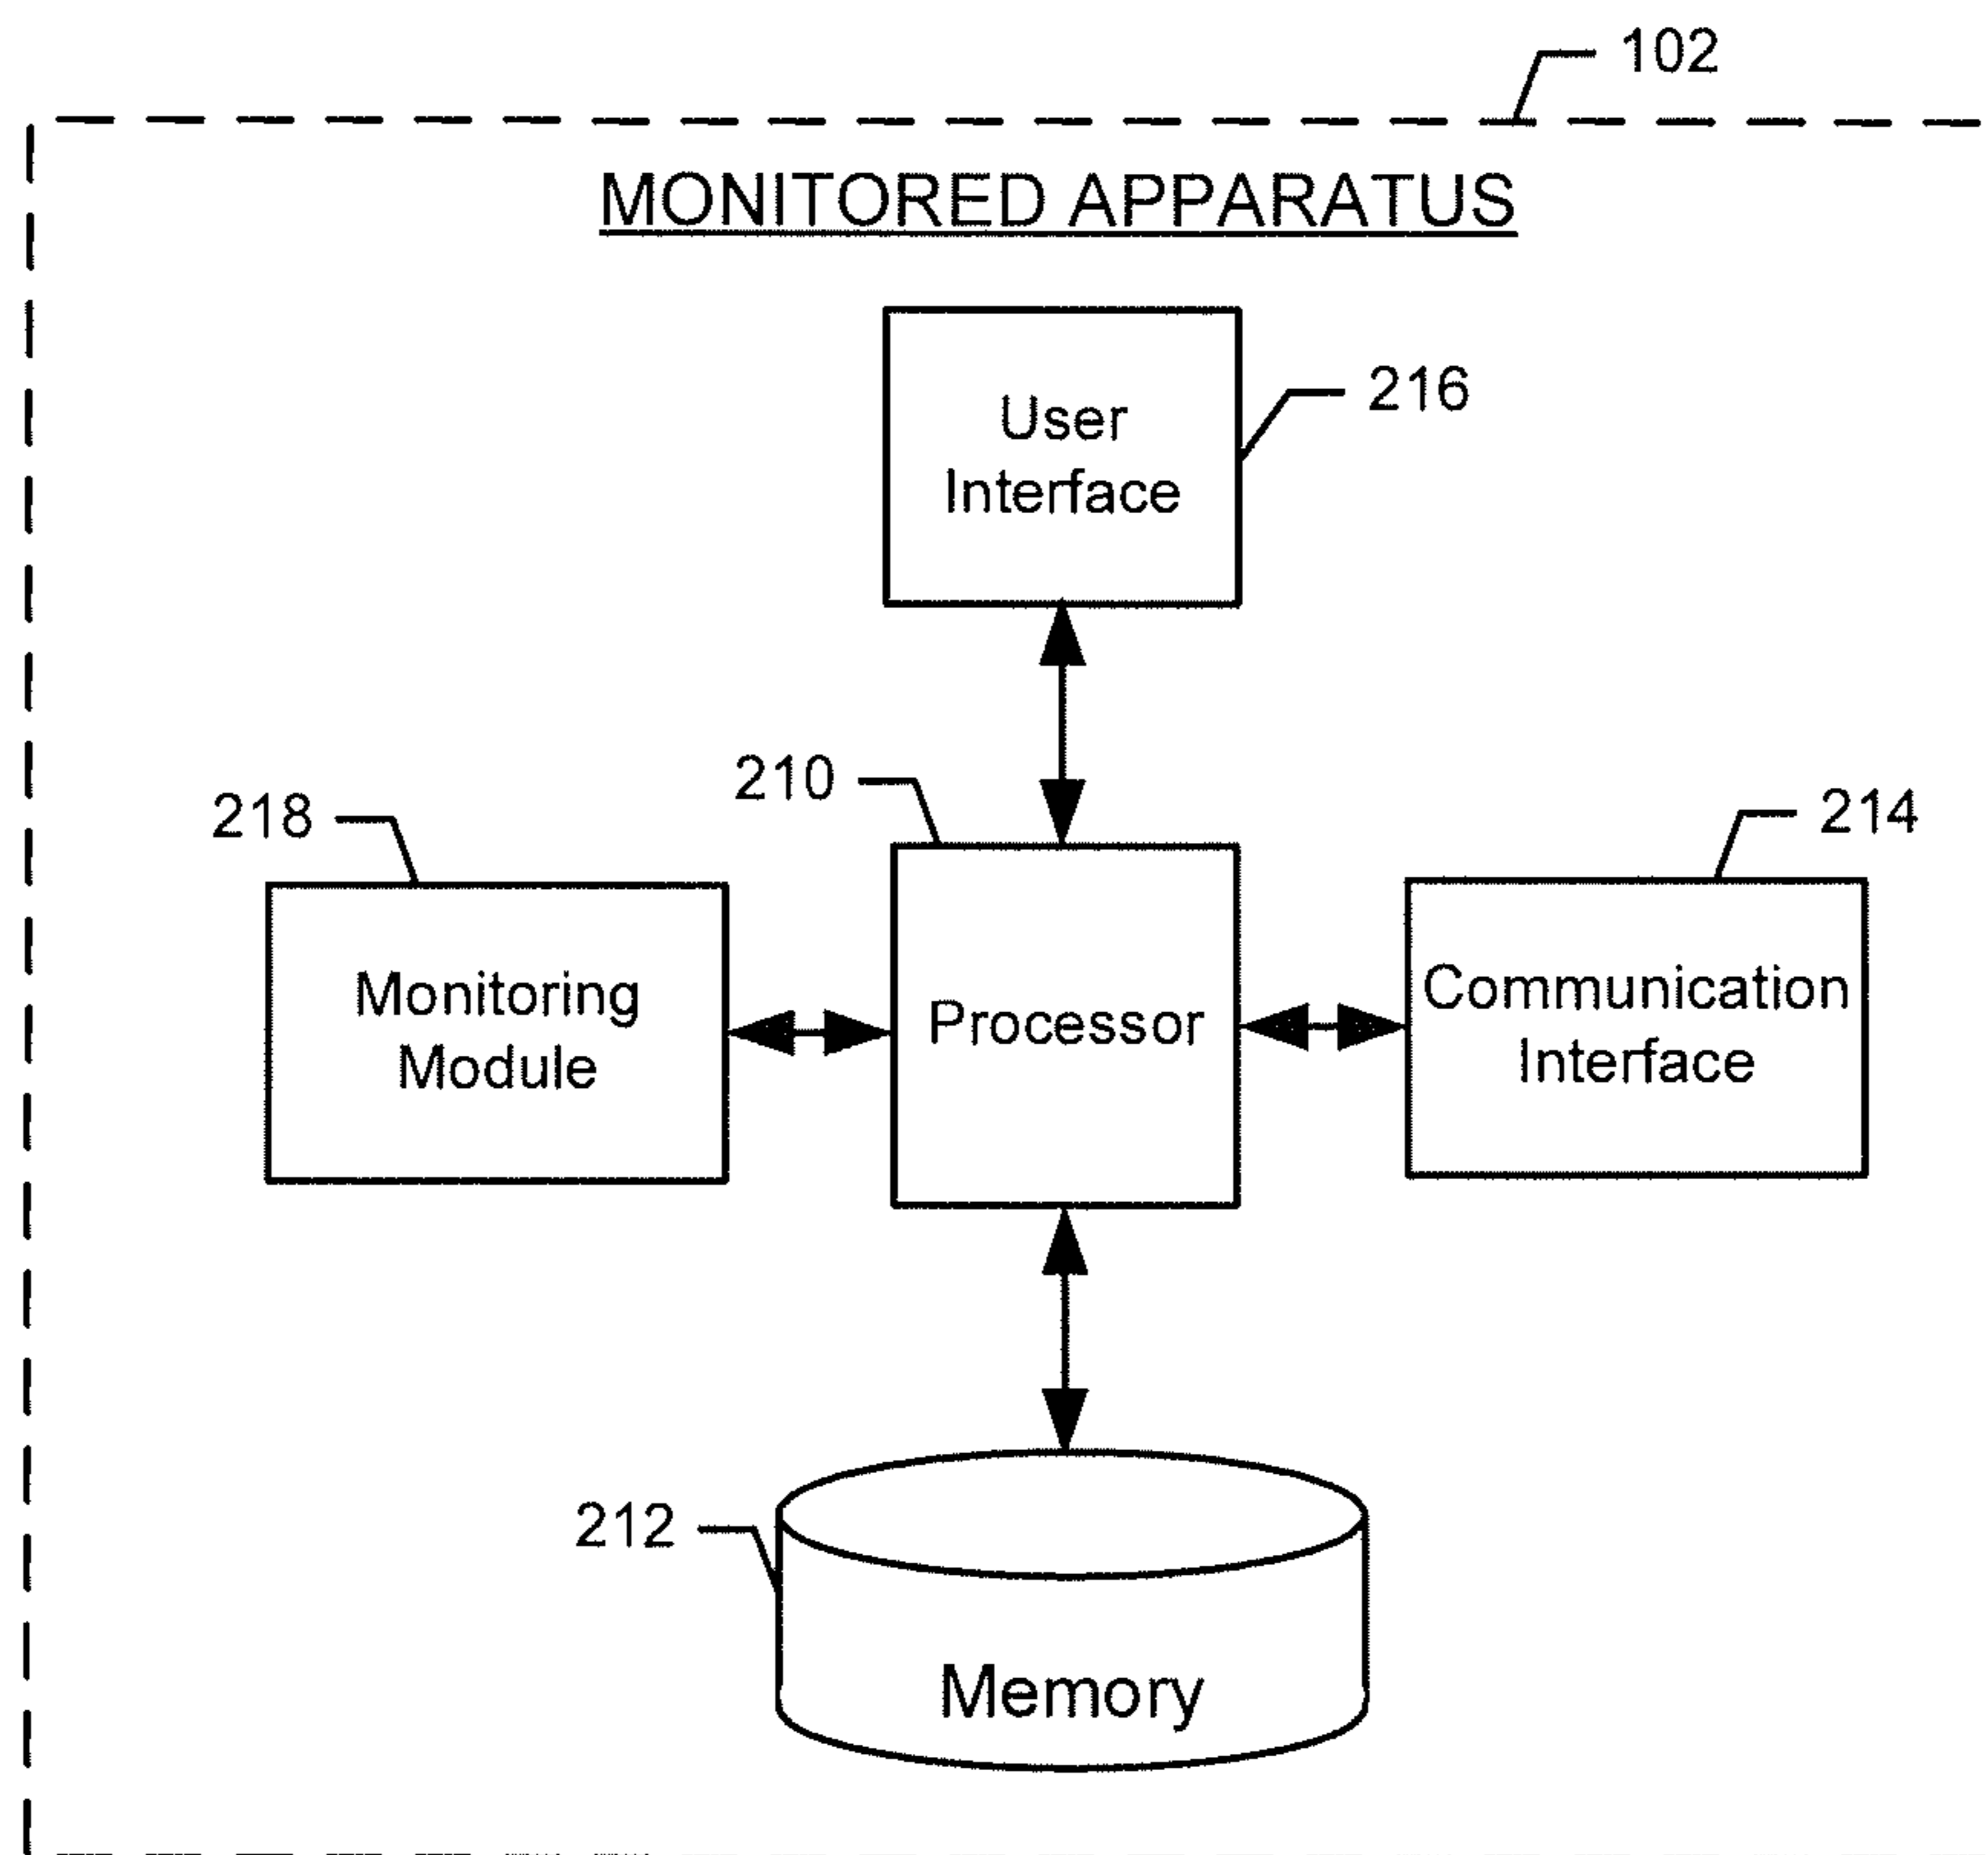 102
MONITORED APPARATUS
User
Interface
216
210
218
214
Monitoring
Module
Processor
Communication
Interface
212
Memory